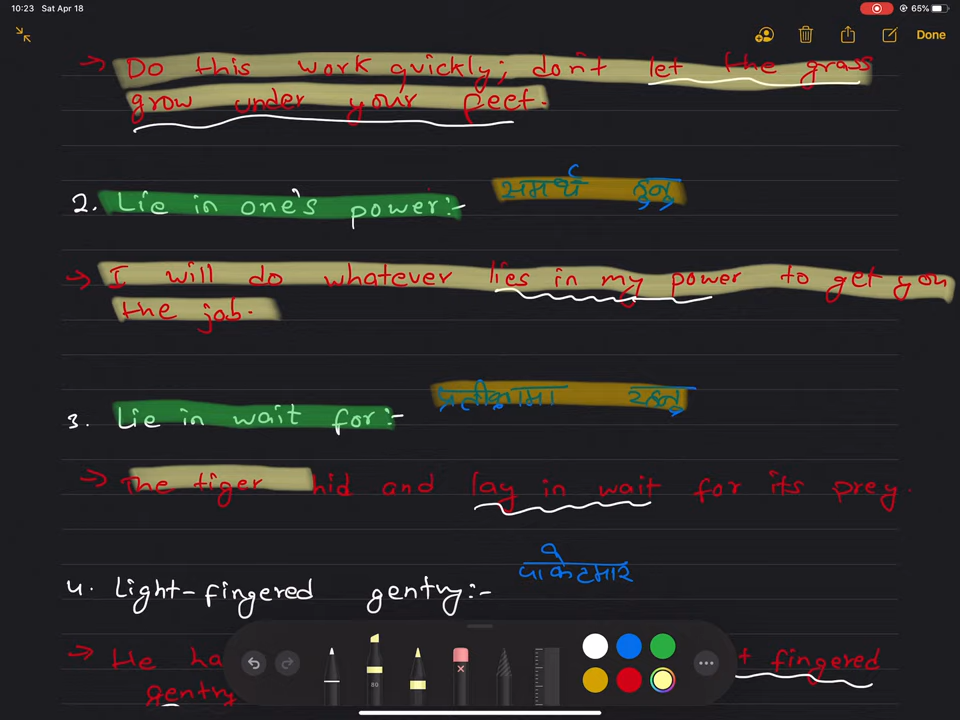 10:23 Sat Apr 18
65%
Done
→ Do this work quickly; don't let the grass
grow under your feet.
2. Lie in one's power:- समर्थ हुनु
→ I will do whatever lies in my power to get you
the job.
3. Lie in wait for:- प्रतीक्षामा रहनु
→ The tiger hid and lay in wait for its prey.
4. Light-fingered gentry:- पाकेटमार
→ He fingered
gentry
80